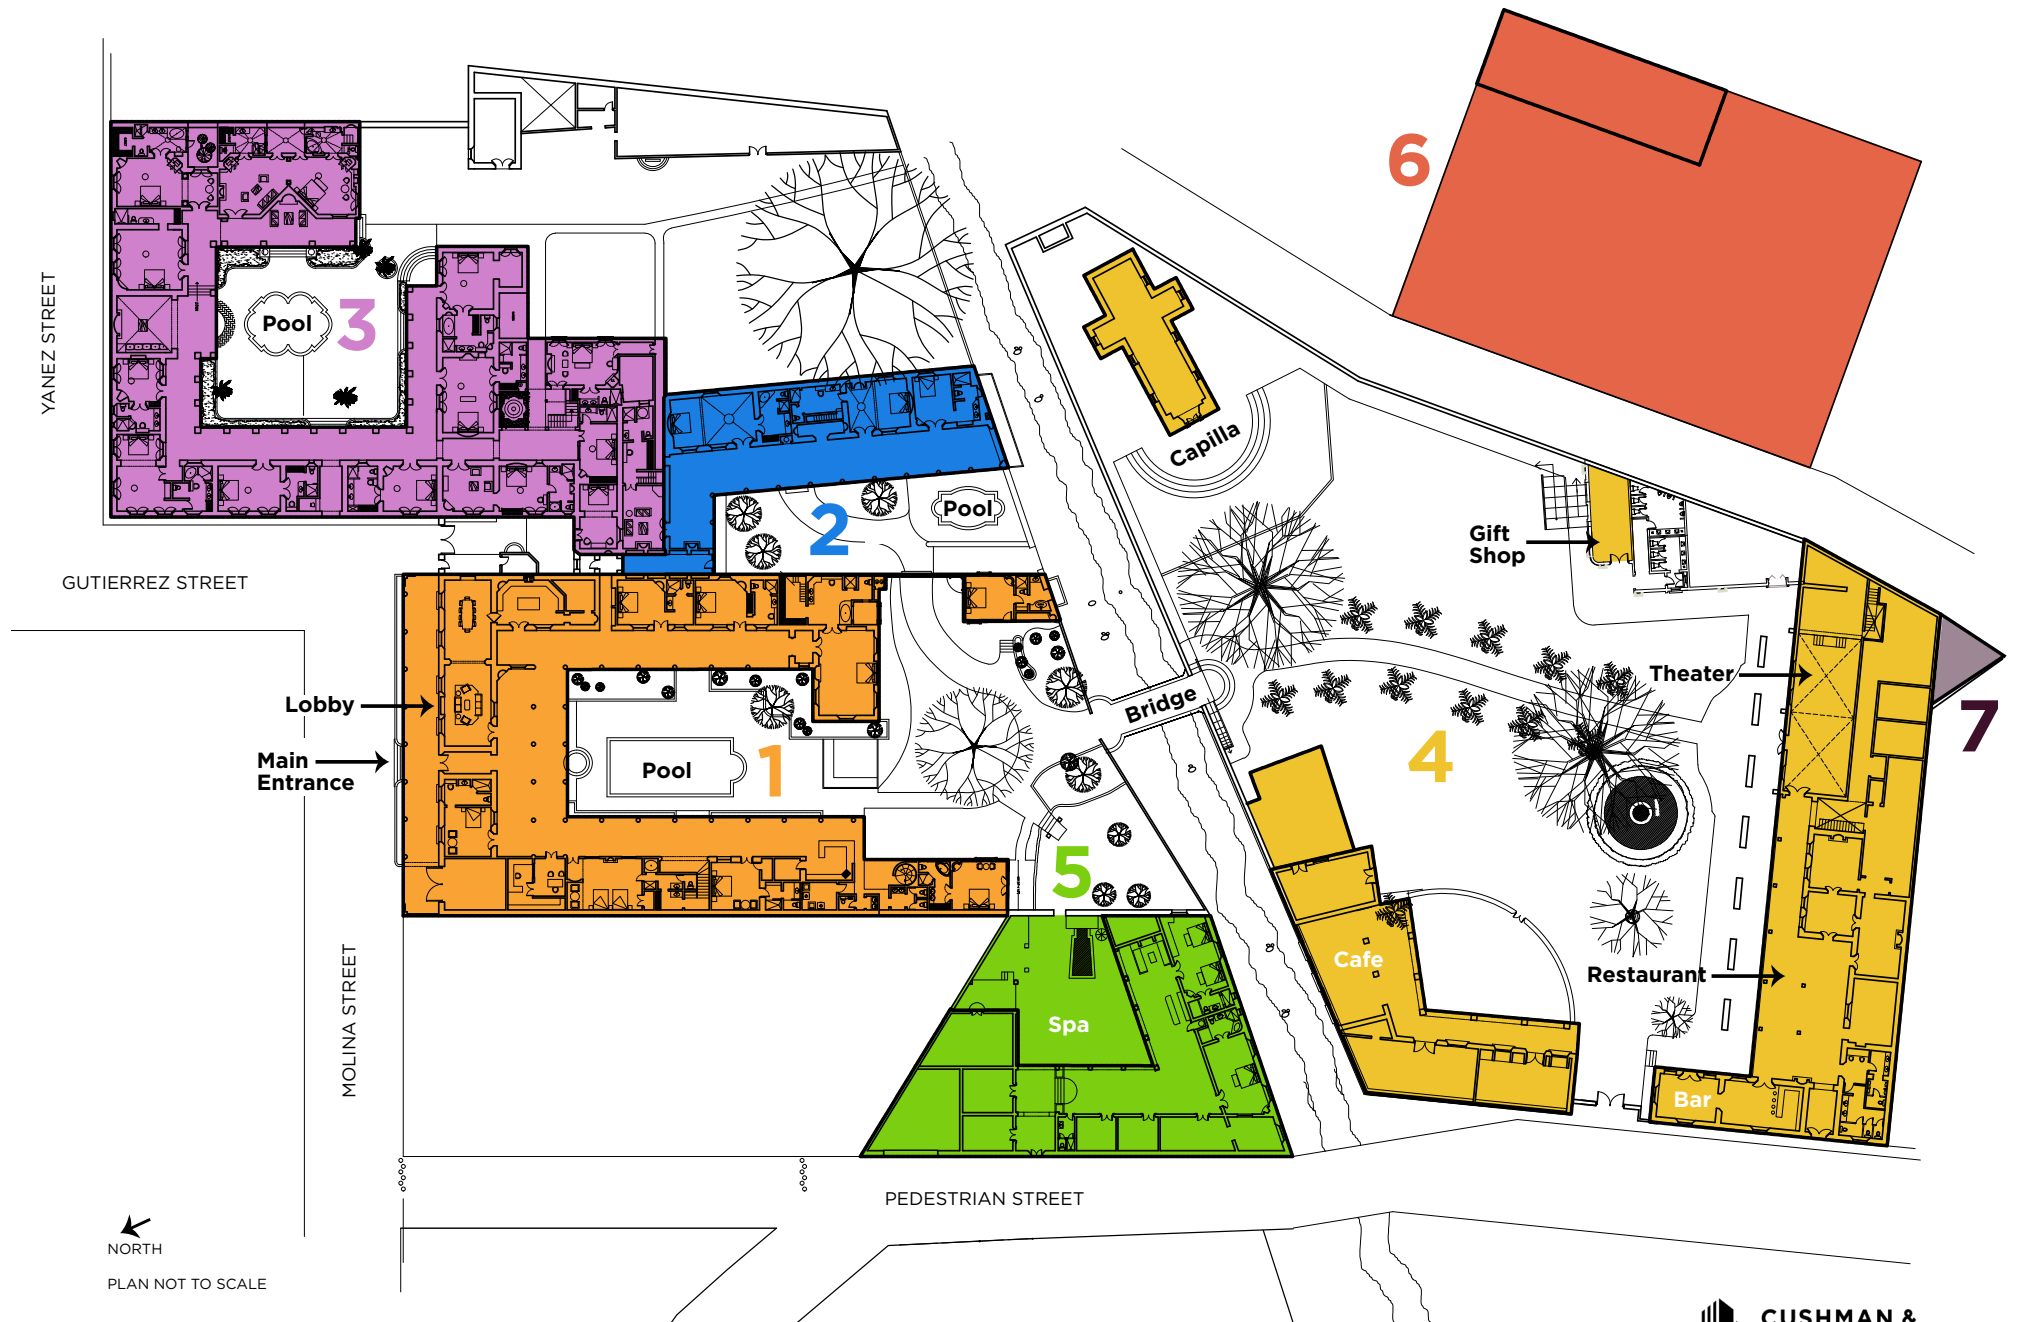 6
YANEZ STREET
Pool
3
Capilla
Pool
2
Gift
Shop
GUTIERREZ STREET
Theater
Lobby
Bridge
7
Main
Entrance
Pool
1
4
5
Cafe
Restaurant
MOLINA STREET
Spa
Bar
PEDESTRIAN STREET
NORTH
PLAN NOT TO SCALE
CUSHMAN &